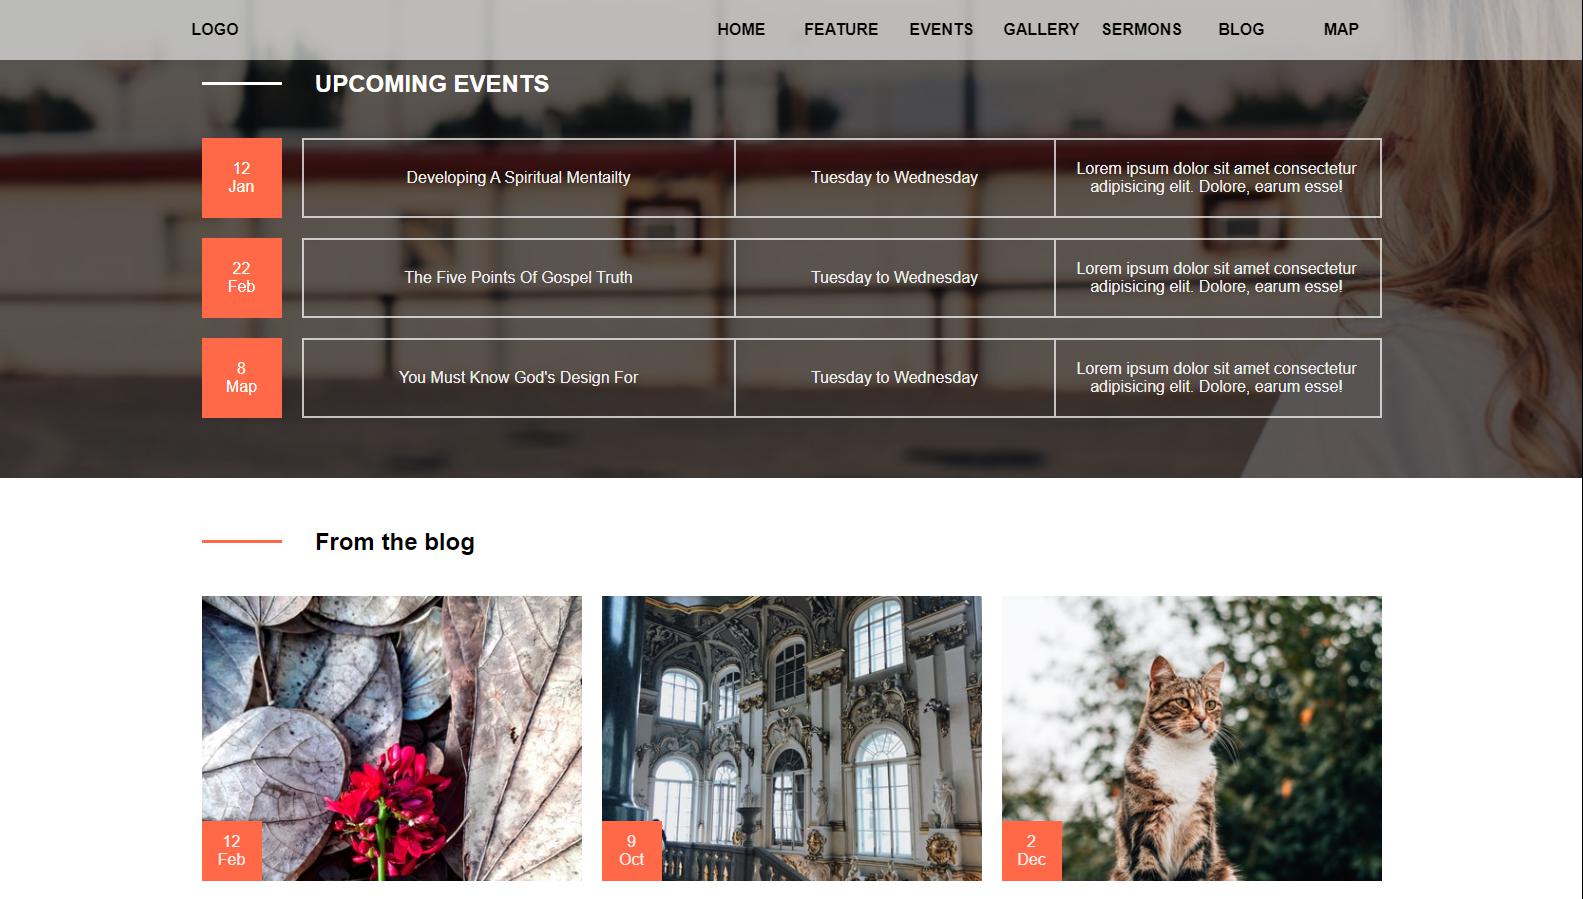 LOGO HOME FEATURE EVENTS GALLERY SERMONS BLOG MAP
UPCOMING EVENTS
12
Jan
Developing A Spiritual Mentailty
Tuesday to Wednesday
Lorem ipsum dolor sit amet consectetur
adipisicing elit. Dolore, earum esse!
22
Feb
The Five Points Of Gospel Truth
Tuesday to Wednesday
Lorem ipsum dolor sit amet consectetur
adipisicing elit. Dolore, earum esse!
8
Map
You Must Know God's Design For
Tuesday to Wednesday
Lorem ipsum dolor sit amet consectetur
adipisicing elit. Dolore, earum esse!
From the blog
12
Feb
9
Oct
2
Dec